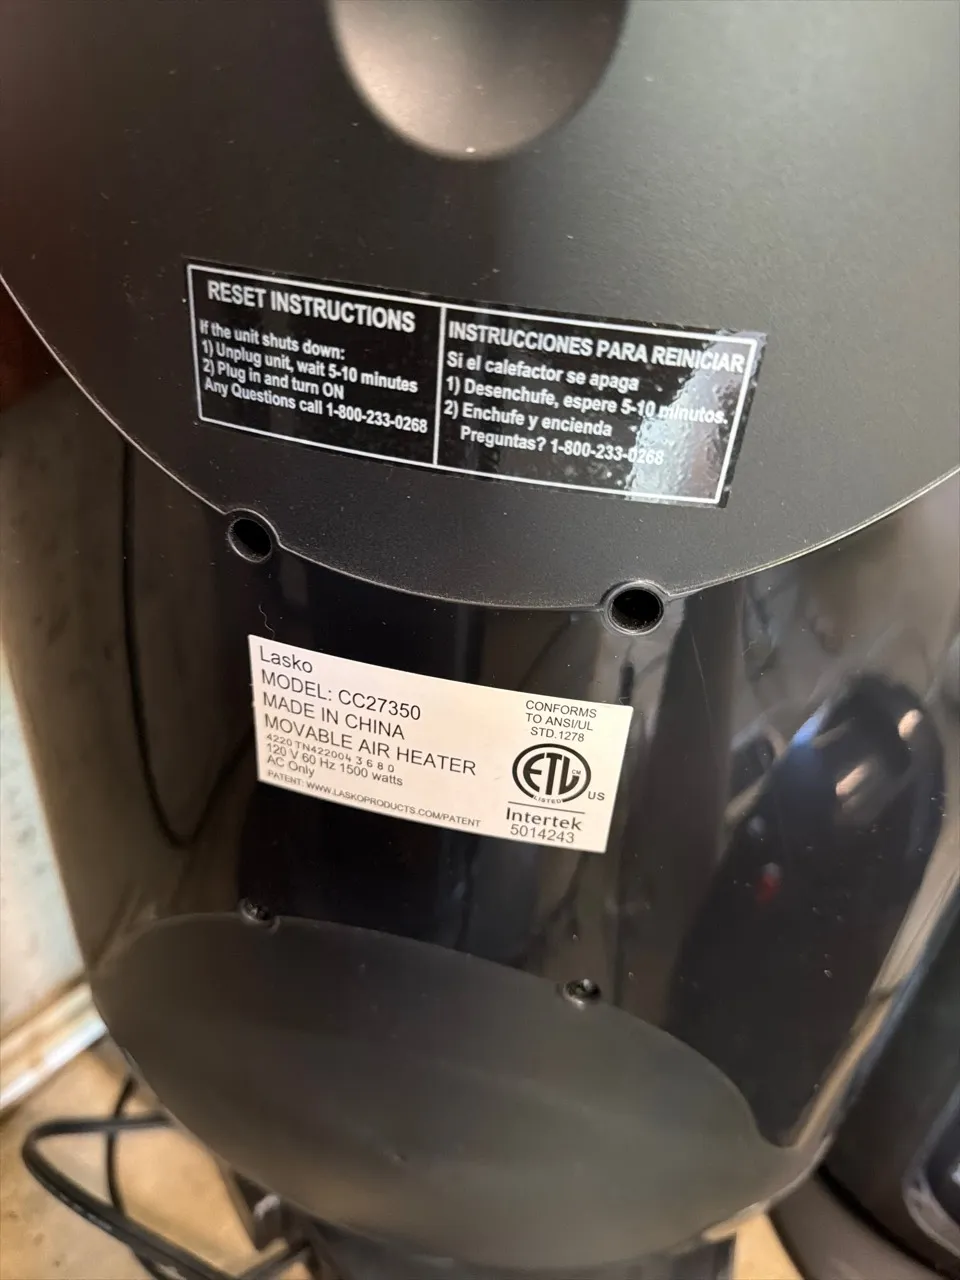 RESET INSTRUCTIONS
If the unit shuts down:
1) Unplug unit, wait 5-10 minutes
2) Plug in and turn ON
Any Questions call 1-800-233-0268
INSTRUCCIONES PARA REINICIAR
Si el calefactor se apaga
1) Desenchufe, espere 5-10 minutos.
2) Enchufe y encienda
Preguntas? 1-800-233-0268
Lasko
MODEL: CC27350
MADE IN CHINA
MOVABLE AIR HEATER
4220 TN422004 3 6 8 0
120 V 60 Hz 1500 watts
AC Only
PATENT: WWW.LASKOPRODUCTS.COM/PATENT
CONFORMS
TO ANSI/UL
STD.1278
ETL CM
LISTED
US
Intertek
5014243